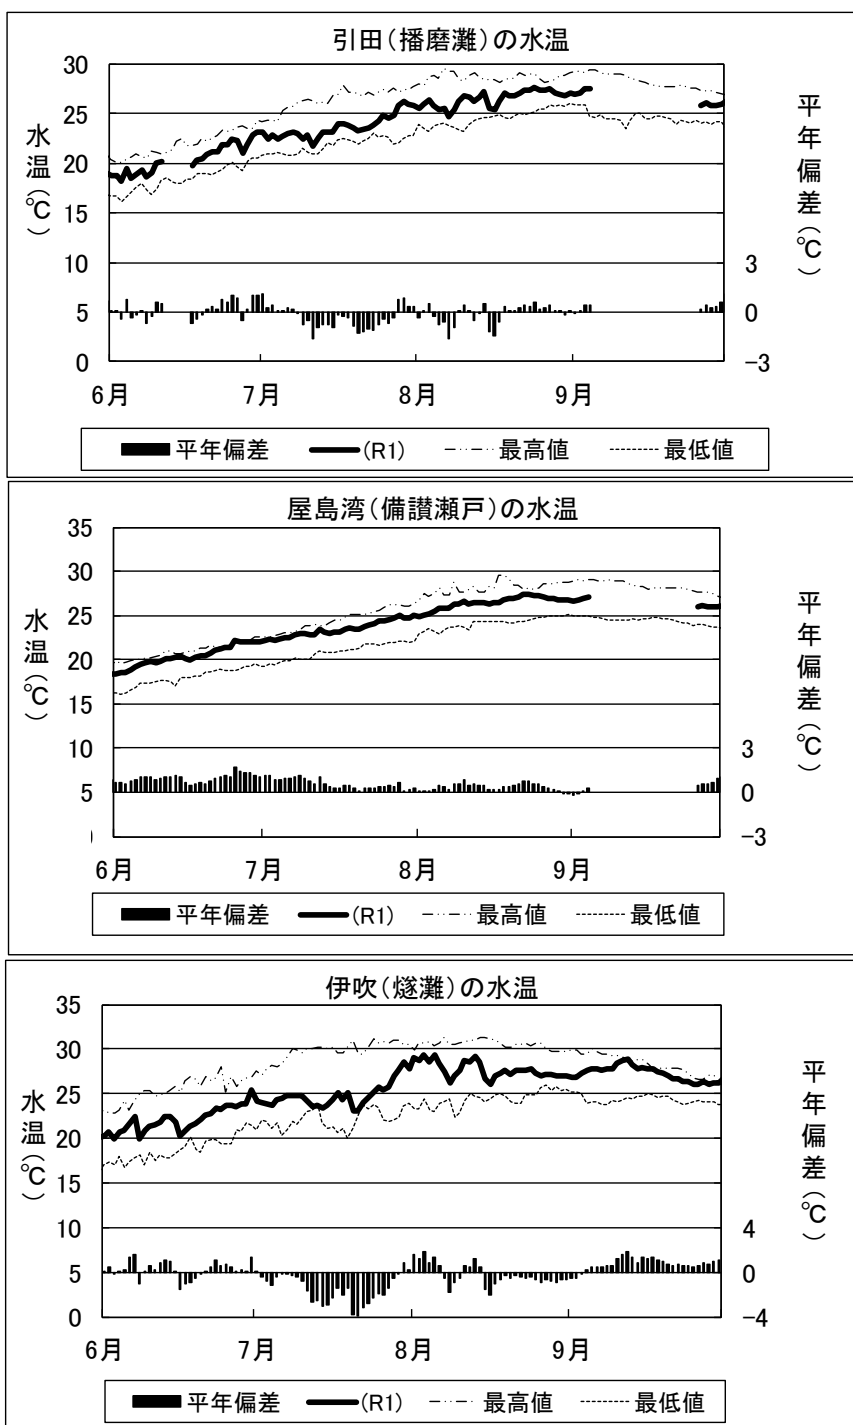 引田(播磨灘)の水温
30
25
20
15
10
5
0
水温(℃)
3
0
-3
平年偏差(℃)
6月 7月 8月 9月
平年偏差 (R1) 最高値 最低値
屋島湾(備讃瀬戸)の水温
35
30
25
20
15
10
5
0
水温(℃)
3
0
-3
平年偏差(℃)
6月 7月 8月 9月
平年偏差 (R1) 最高値 最低値
伊吹(燧灘)の水温
35
30
25
20
15
10
5
0
水温(℃)
4
0
-4
平年偏差(℃)
6月 7月 8月 9月
平年偏差 (R1) 最高値 最低値